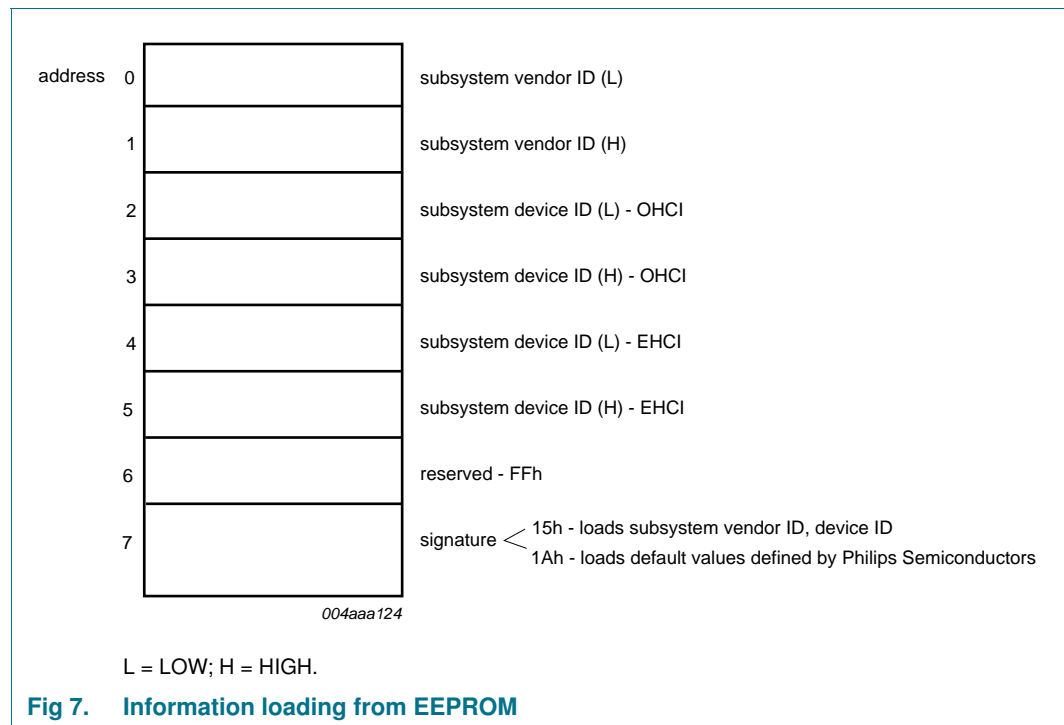 address 0 subsystem vendor ID (L)
1 subsystem vendor ID (H)
2 subsystem device ID (L) - OHCI
3 subsystem device ID (H) - OHCI
4 subsystem device ID (L) - EHCI
5 subsystem device ID (H) - EHCI
6 reserved - FFh
7 signature 15h - loads subsystem vendor ID, device ID
1Ah - loads default values defined by Philips Semiconductors
004aaa124
L = LOW; H = HIGH.
Fig 7. Information loading from EEPROM